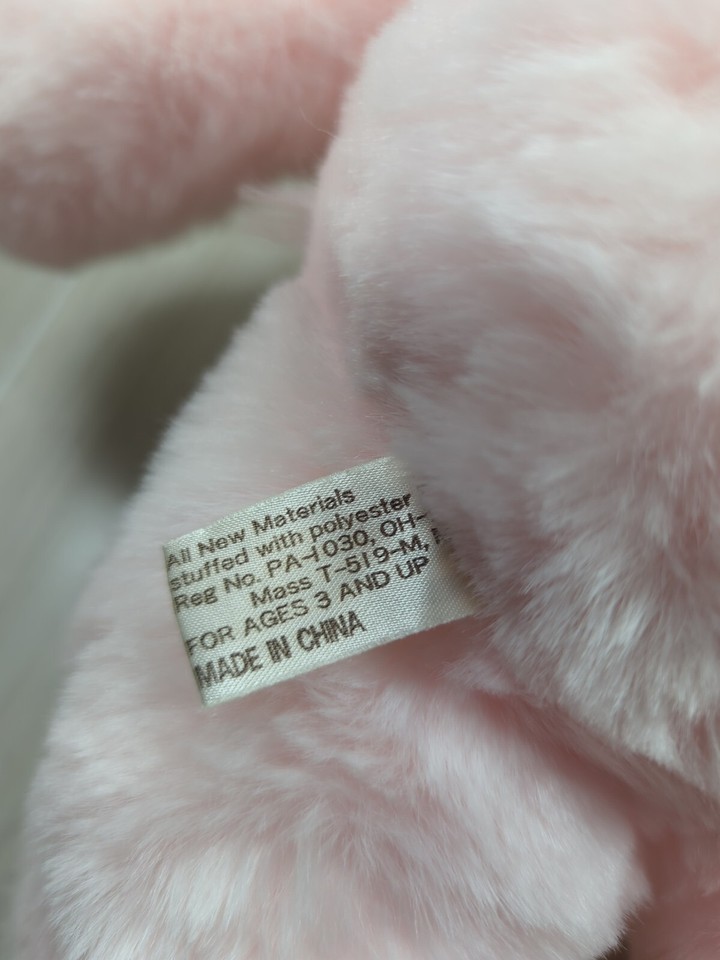 All New Materials
stuffed with polyester
Reg No. PA-1030, OH-
Mass T-519-M,
FOR AGES 3 AND UP
MADE IN CHINA